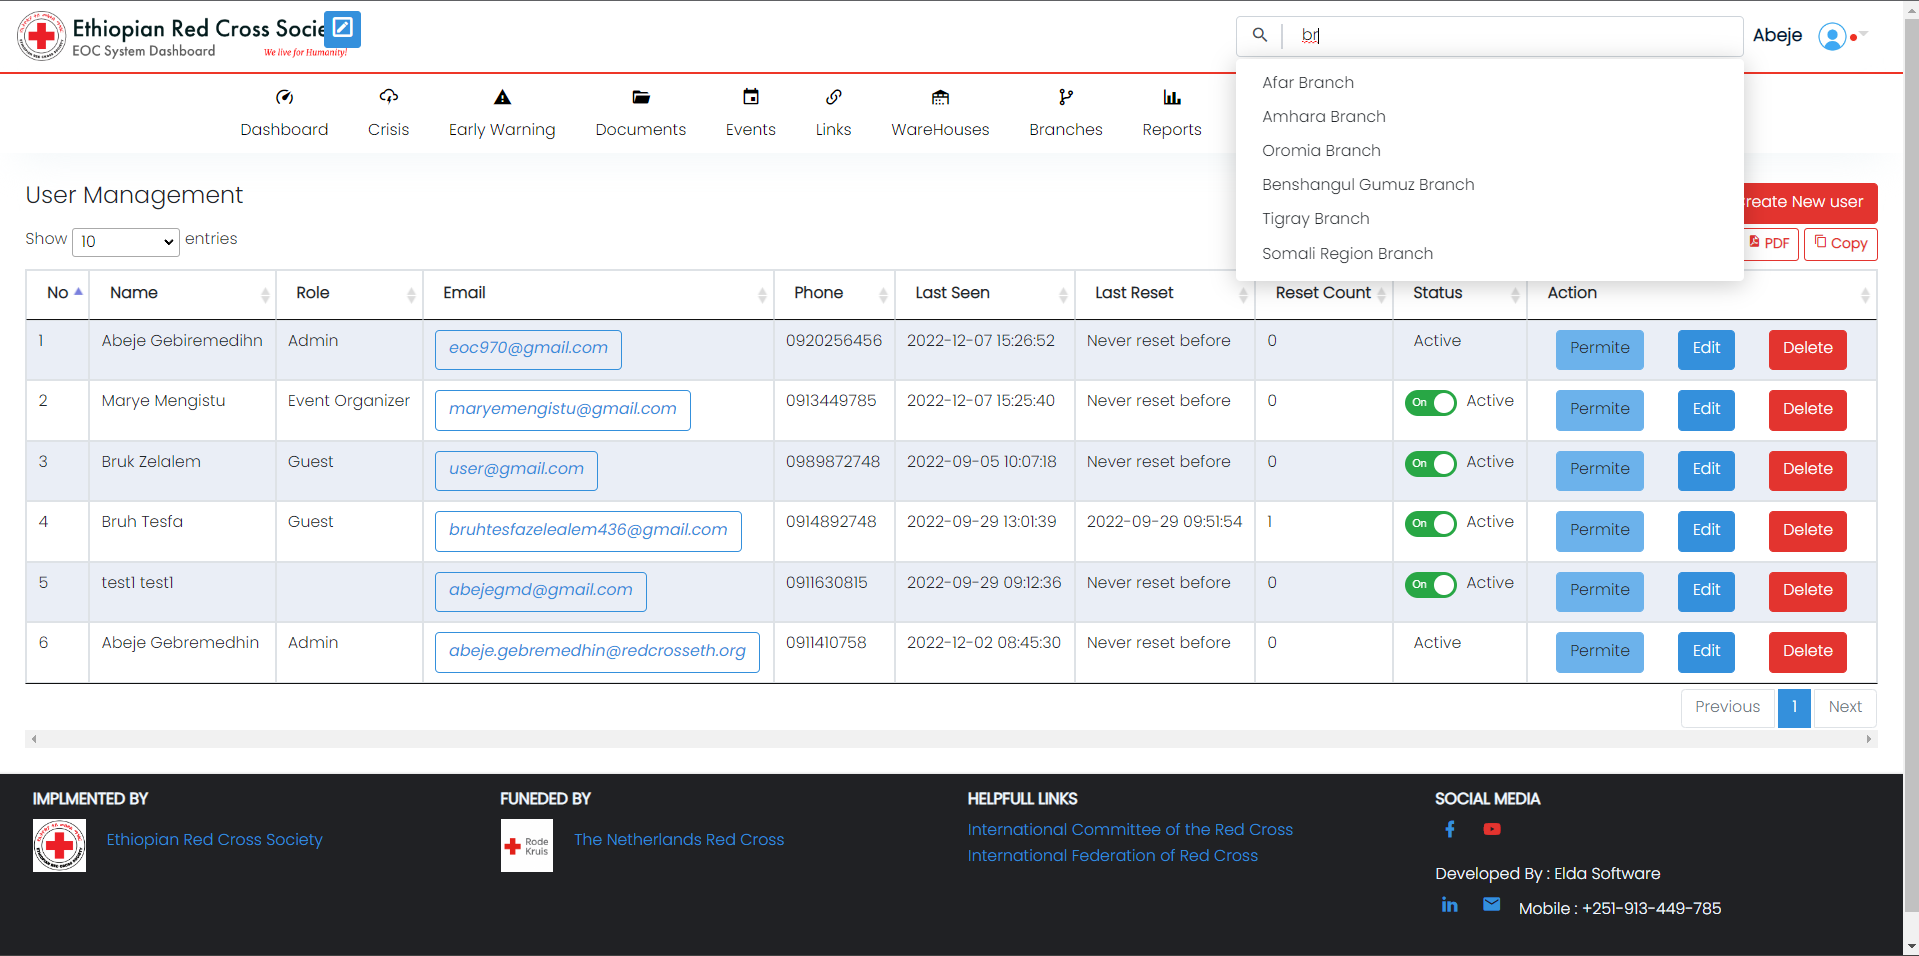 Ethiopian Red Cross Socie
EOC System Dashboard
We live for Humanity!
br
Abeje
Afar Branch
Amhara Branch
Oromia Branch
Benshangul Gumuz Branch
Tigray Branch
Somali Region Branch
Dashboard
Crisis
Early Warning
Documents
Events
Links
WareHouses
Branches
Reports
User Management
reate New user
Show 10 entries
PDF
Copy
No Name Role Email Phone Last Seen Last Reset Reset Count Status Action
1 Abeje Gebiremedihn Admin eoc970@gmail.com 0920256456 2022-12-07 15:26:52 Never reset before 0 Active Permite Edit Delete
2 Marye Mengistu Event Organizer maryemengistu@gmail.com 0913449785 2022-12-07 15:25:40 Never reset before 0 On Active Permite Edit Delete
3 Bruk Zelalem Guest user@gmail.com 0989872748 2022-09-05 10:07:18 Never reset before 0 On Active Permite Edit Delete
4 Bruh Tesfa Guest bruhtesfazelealem436@gmail.com 0914892748 2022-09-29 13:01:39 2022-09-29 09:51:54 1 On Active Permite Edit Delete
5 test1 test1 abejegmd@gmail.com 0911630815 2022-09-29 09:12:36 Never reset before 0 On Active Permite Edit Delete
6 Abeje Gebremedhin Admin abeje.gebremedhin@redcrosseth.org 0911410758 2022-12-02 08:45:30 Never reset before 0 Active Permite Edit Delete
Previous 1 Next
IMPLMENTED BY
Ethiopian Red Cross Society
FUNEDED BY
Rode
Kruis
The Netherlands Red Cross
HELPFULL LINKS
International Committee of the Red Cross
International Federation of Red Cross
SOCIAL MEDIA
Developed By : Elda Software
Mobile : +251-913-449-785